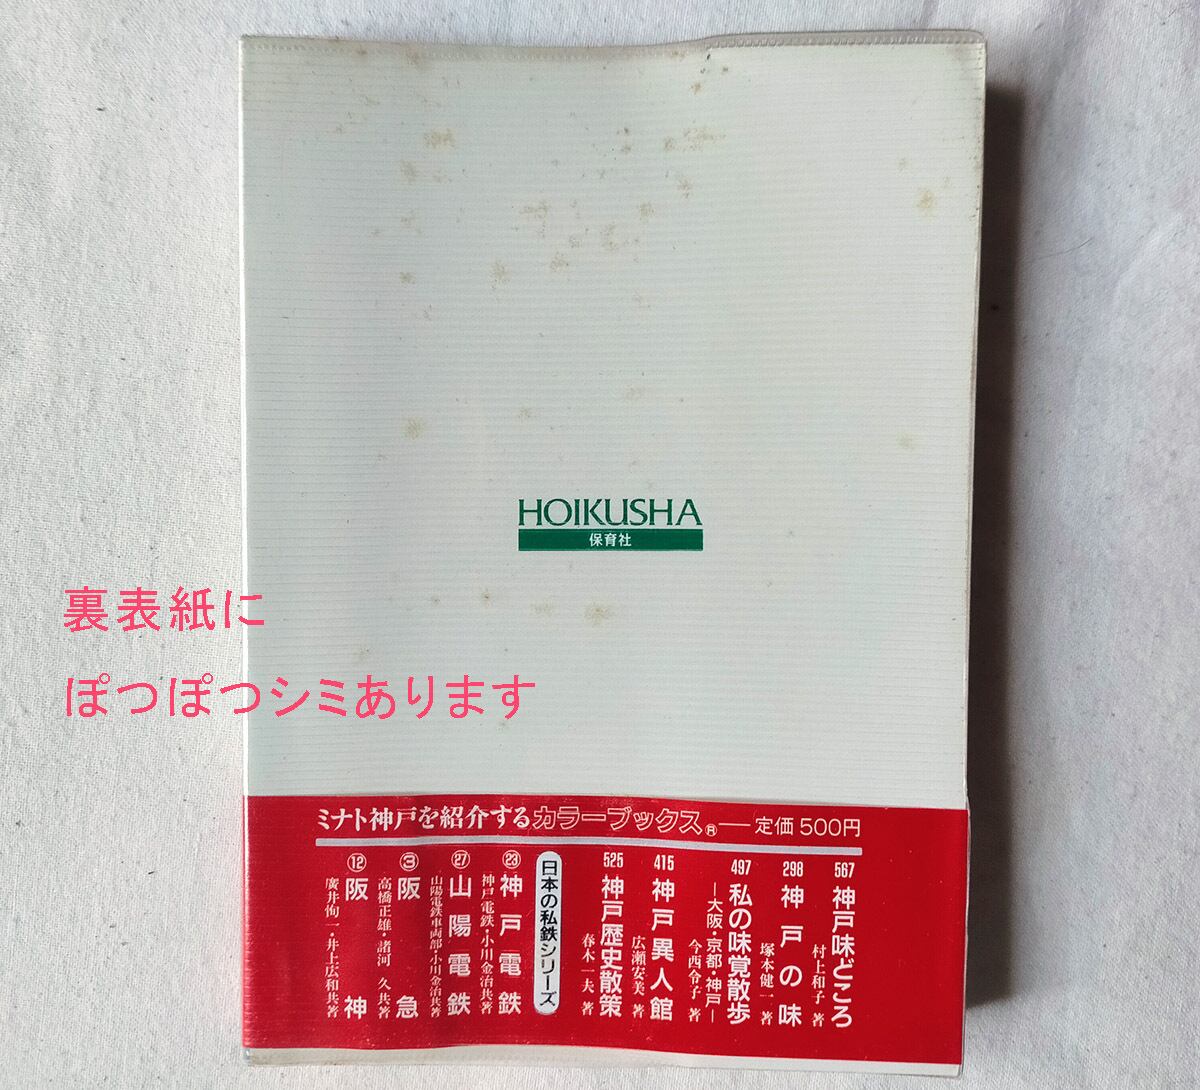 HOIKUSHA
保育社
裏表紙に
ぽつぽつシミあります
ミナト神戸を紹介するカラーブックス®―定価 500円
567 神戸味どころ
村上和子 著
298 神戸の味
塚本健一 著
497 私の味覚散歩
―大阪・京都・神戸―
今西令子 著
415 神戸異人館
広瀬安美 著
525 神戸歴史散策
春木一夫 著
日本の私鉄シリーズ
㉓ 神戸電鉄
神戸電鉄・小川金治共著
㉗ 山陽電鉄
山陽電鉄車両部・小川金治共著
③ 阪急
高橋正雄・諸河 久共著
⑫ 阪神
廣井恂一・井上広和共著